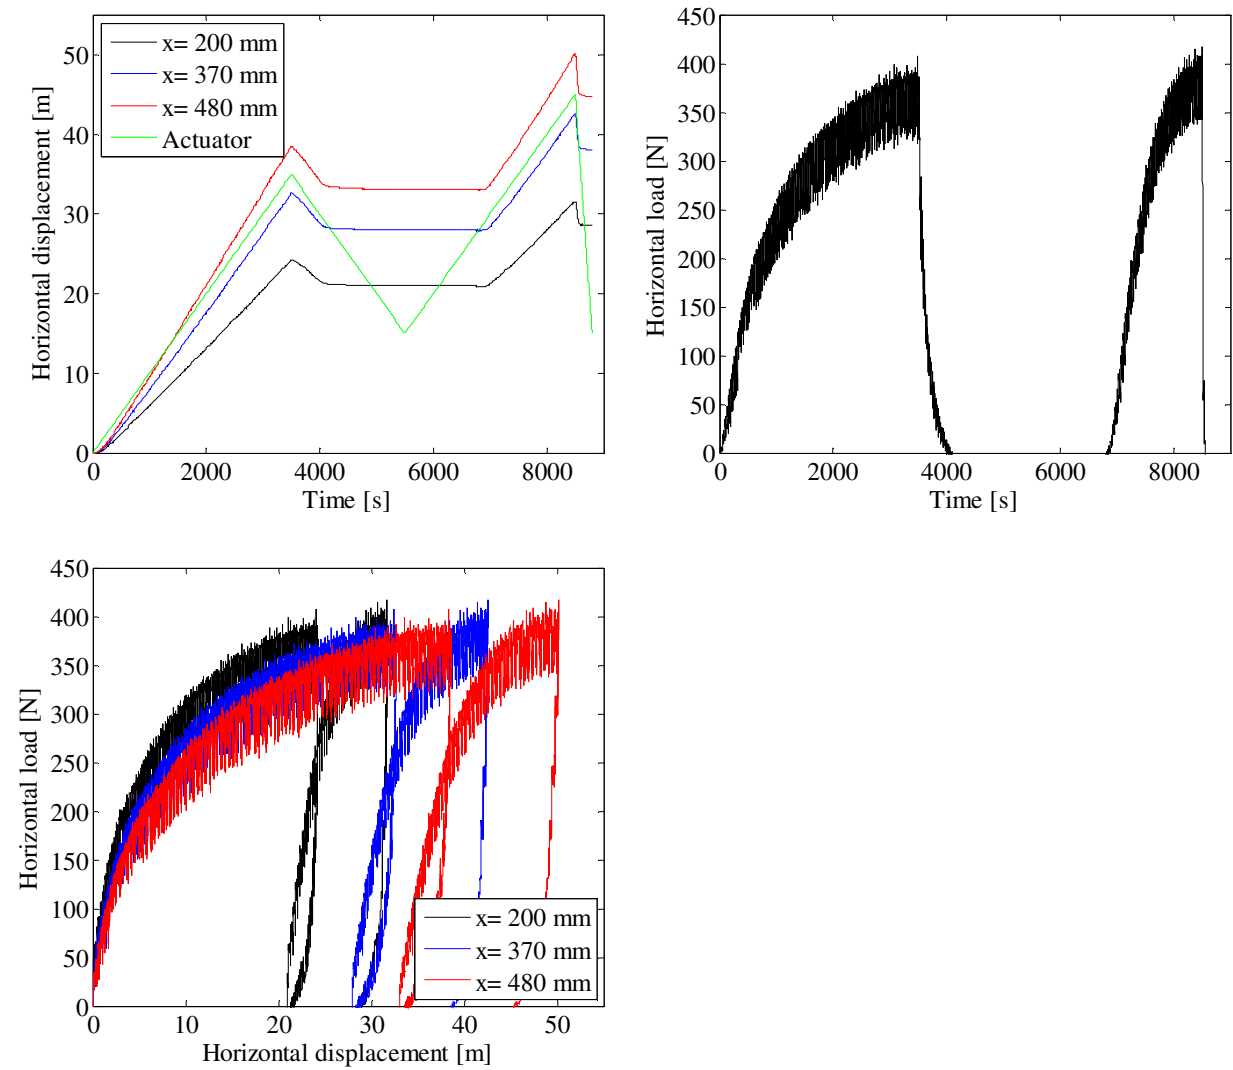 x= 200 mm
x= 370 mm
x= 480 mm
Actuator
Horizontal displacement [m]
50
40
30
20
10
0
0 2000 4000 6000 8000
Time [s]
Horizontal load [N]
450
400
350
300
250
200
150
100
50
0
0 2000 4000 6000 8000
Time [s]
Horizontal load [N]
450
400
350
300
250
200
150
100
50
0
x= 200 mm
x= 370 mm
x= 480 mm
0 10 20 30 40 50
Horizontal displacement [m]